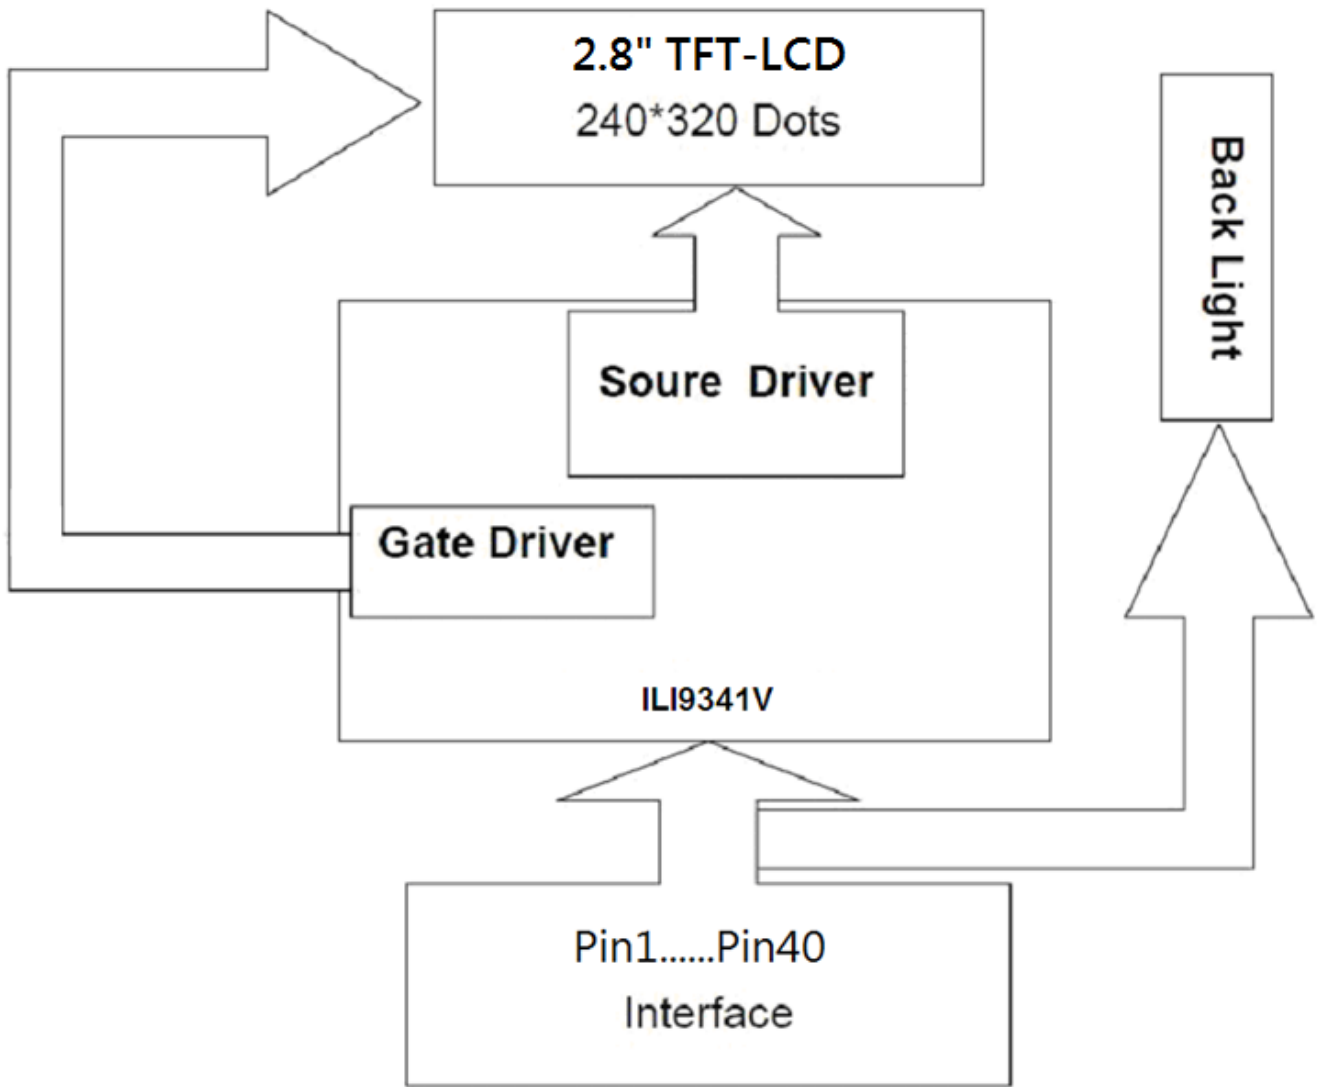 2.8" TFT-LCD
240*320 Dots
Back Light
Soure Driver
Gate Driver
ILI9341V
Pin1......Pin40
Interface